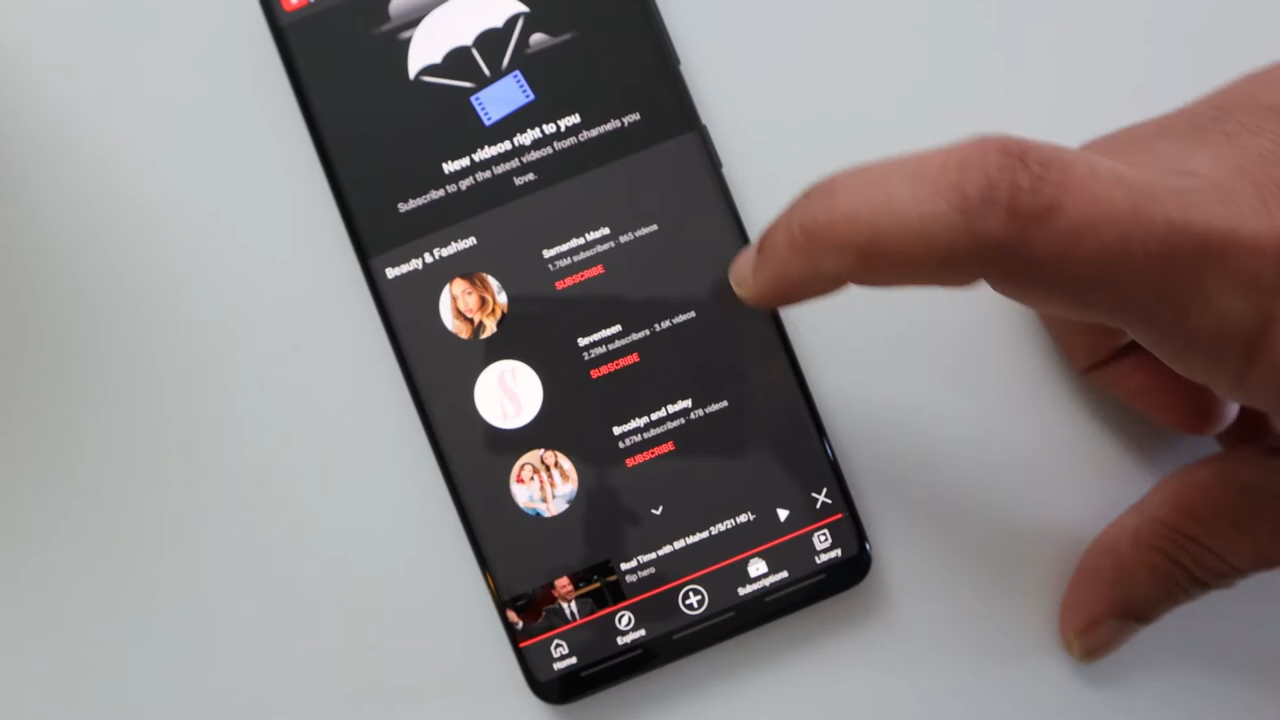 New videos right to you
Subscribe to get the latest videos from channels you
love.
Beauty & Fashion
Samantha Maria
1.76M subscribers · 865 videos
SUBSCRIBE
Seventeen
2.29M subscribers · 3.6K videos
SUBSCRIBE
S
Brooklyn and Bailey
6.87M subscribers · 478 videos
SUBSCRIBE
Real Time with Bill Maher 2/5/21 HD |..
flip hero
Home
Explore
Subscriptions
Library